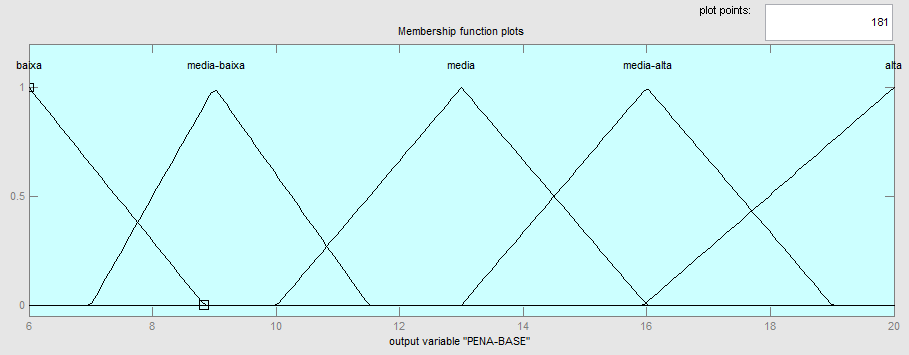 plot points: 181
Membership function plots
baixa media-baixa media media-alta alta
1
0.5
0
6 8 10 12 14 16 18 20
output variable "PENA-BASE"